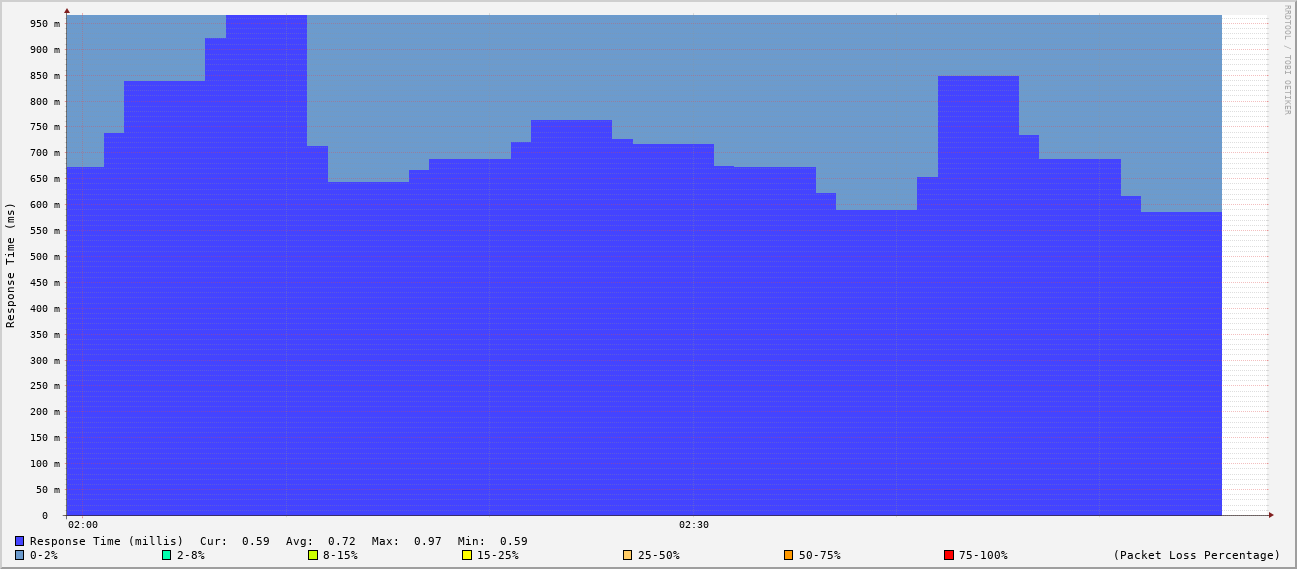 RRDTOOL / TOBI OETIKER
Response Time (ms)
950 m
900 m
850 m
800 m
750 m
700 m
650 m
600 m
550 m
500 m
450 m
400 m
350 m
300 m
250 m
200 m
150 m
100 m
50 m
0
02:00 02:30
Response Time (millis) Cur: 0.59 Avg: 0.72 Max: 0.97 Min: 0.59
0-2% 2-8% 8-15% 15-25% 25-50% 50-75% 75-100% (Packet Loss Percentage)